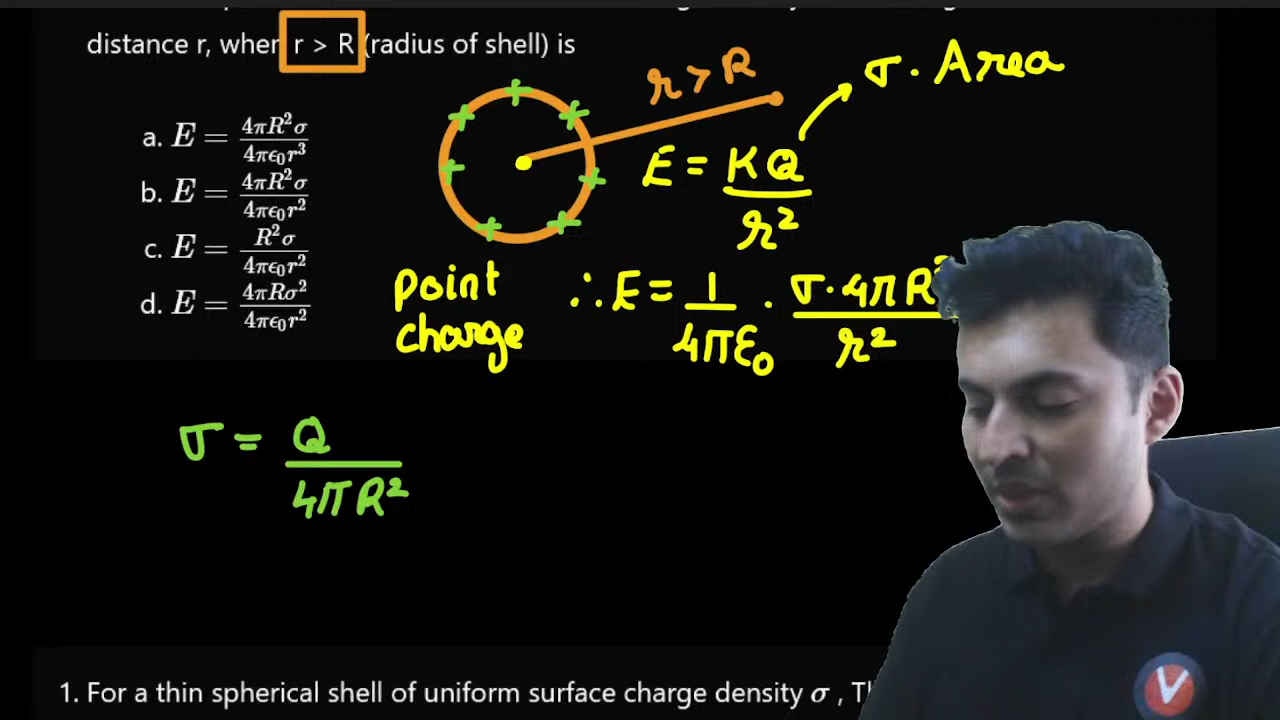 distance r, when r > R (radius of shell) is
a. E = 4πR²σ / 4πϵ₀r³
b. E = 4πR²σ / 4πϵ₀r²
c. E = R²σ / 4πϵ₀r²
d. E = 4πRσ² / 4πϵ₀r²
r > R
σ · Area
E = KQ / r²
point charge
∴ E = 1 / 4πε₀ · σ · 4πR² / r²
σ = Q / 4πR²
1. For a thin spherical shell of uniform surface charge density σ ,
V